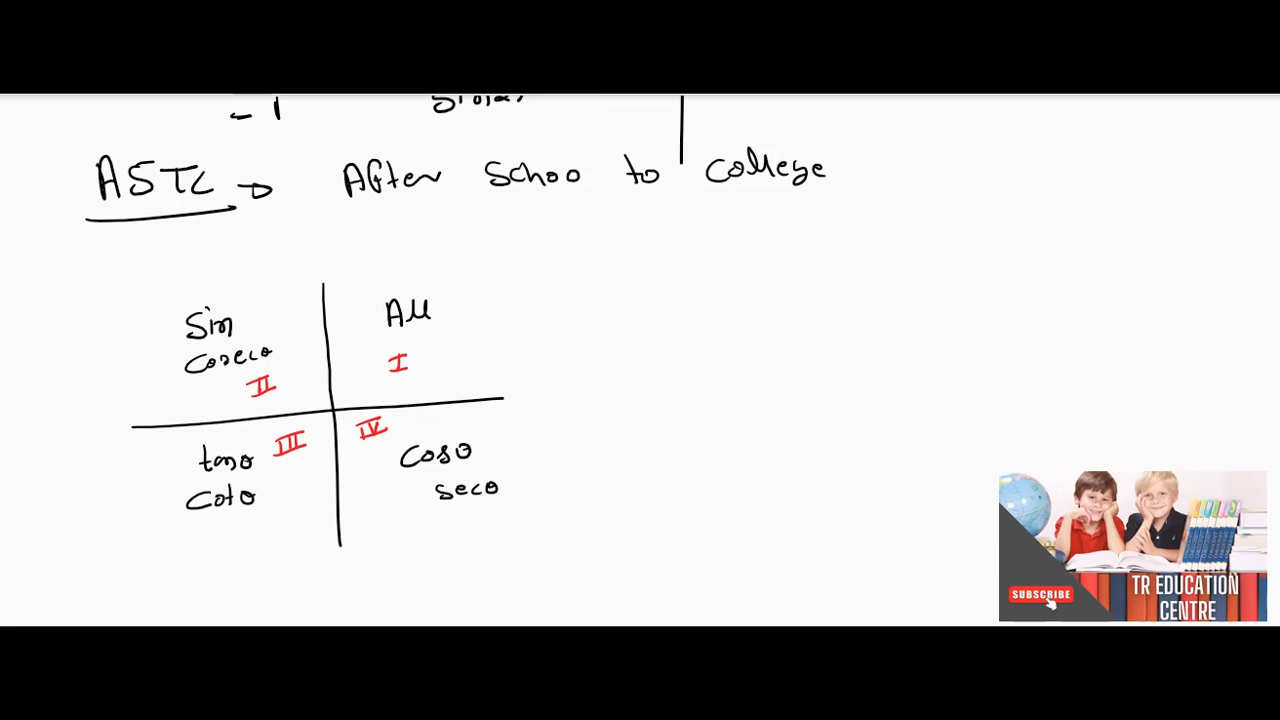 - 1
ASTC → After Schoo to college
Sin
All
Cosecθ
I
II
III
IV
tanθ
Cosθ
Cotθ
secθ
SUBSCRIBE
TR EDUCATION
CENTRE